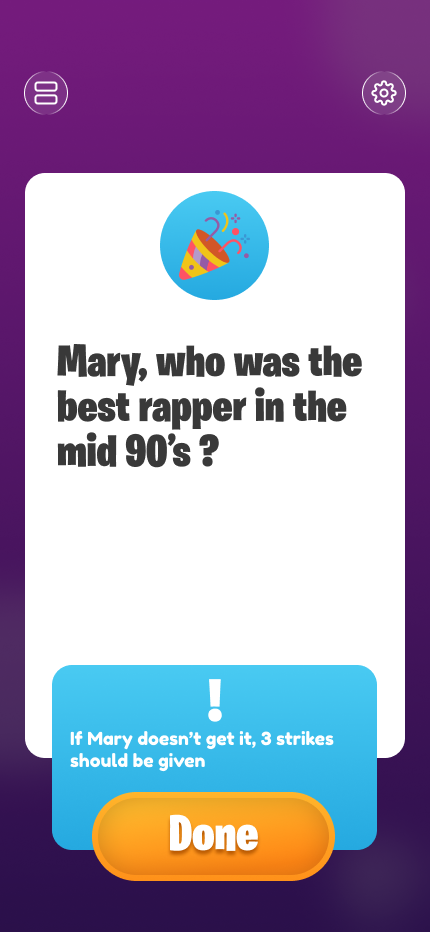 Mary, who was the
best rapper in the
mid 90’s ?
!
If Mary doesn’t get it, 3 strikes
should be given
Done